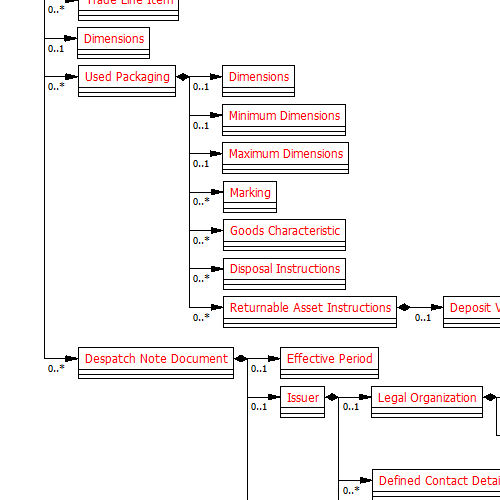 Trade Line Item
0..*
Dimensions
0..1
Used Packaging
0..*
Dimensions
0..1
Minimum Dimensions
0..1
Maximum Dimensions
0..1
Marking
0..*
Goods Characteristic
0..*
Disposal Instructions
0..*
Returnable Asset Instructions
0..*
Deposit V
0..1
Despatch Note Document
0..*
Effective Period
0..1
Issuer
0..1
Legal Organization
0..1
Defined Contact Detai
0..*